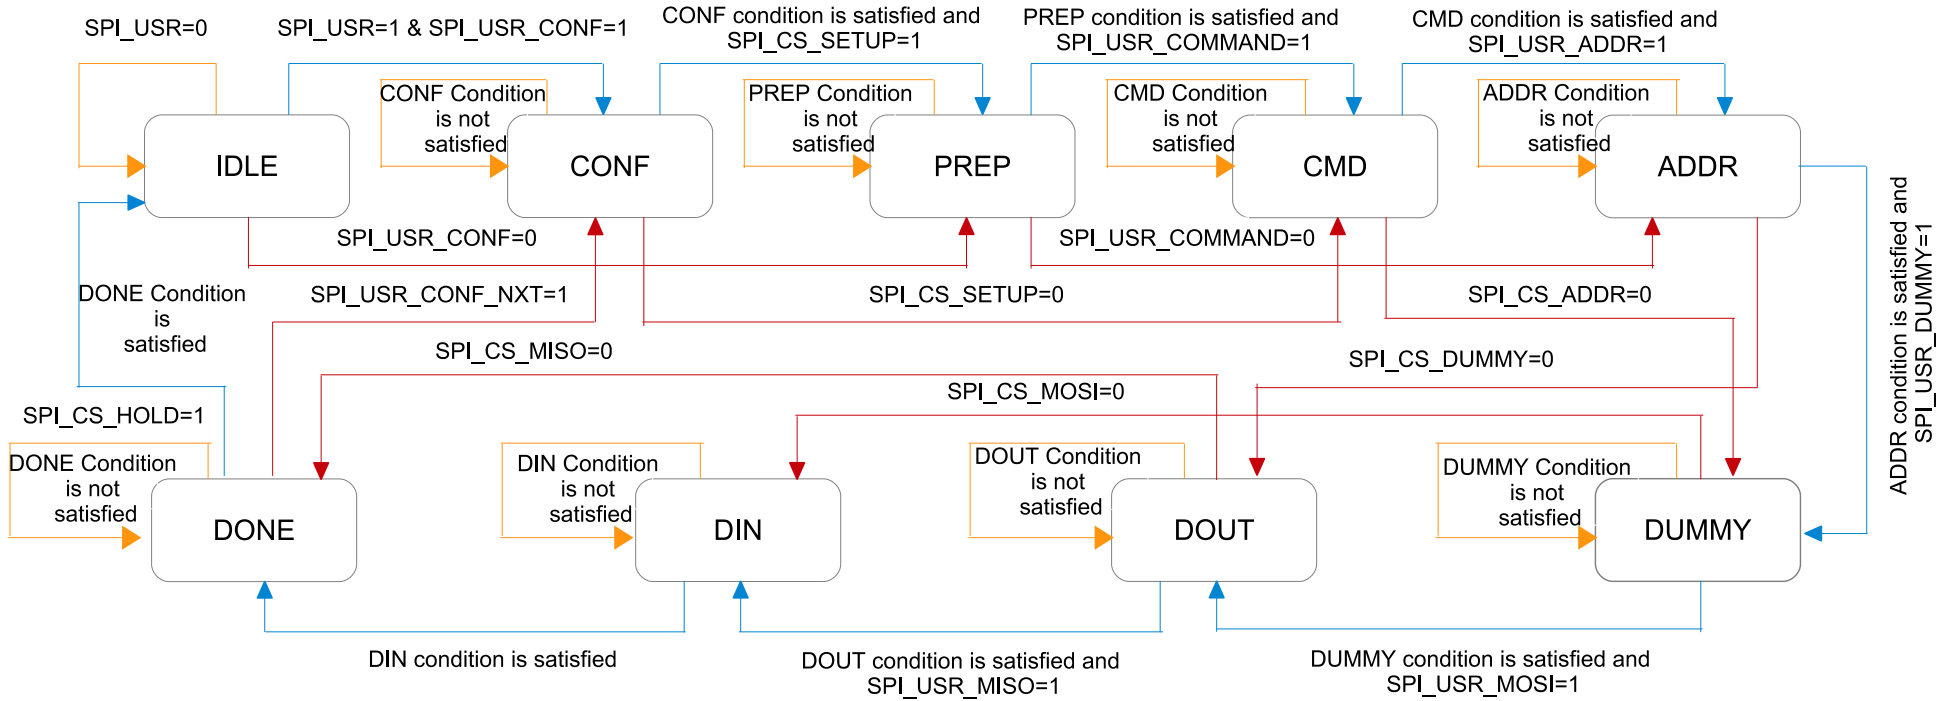 SPI_USR=0
SPI_USR=1 & SPI_USR_CONF=1
CONF condition is satisfied and
SPI_CS_SETUP=1
PREP condition is satisfied and
SPI_USR_COMMAND=1
CMD condition is satisfied and
SPI_USR_ADDR=1
CONF Condition
is not
satisfied
PREP Condition
is not
satisfied
CMD Condition
is not
satisfied
ADDR Condition
is not
satisfied
IDLE
CONF
PREP
CMD
ADDR
SPI_USR_CONF=0
SPI_USR_COMMAND=0
ADDR condition is satisfied and
SPI_USR_DUMMY=1
DONE Condition
is
satisfied
SPI_USR_CONF_NXT=1
SPI_CS_SETUP=0
SPI_CS_ADDR=0
SPI_CS_MISO=0
SPI_CS_DUMMY=0
SPI_CS_MOSI=0
SPI_CS_HOLD=1
DONE Condition
is not
satisfied
DIN Condition
is not
satisfied
DOUT Condition
is not
satisfied
DUMMY Condition
is not
satisfied
DONE
DIN
DOUT
DUMMY
DIN condition is satisfied
DOUT condition is satisfied and
SPI_USR_MISO=1
DUMMY condition is satisfied and
SPI_USR_MOSI=1